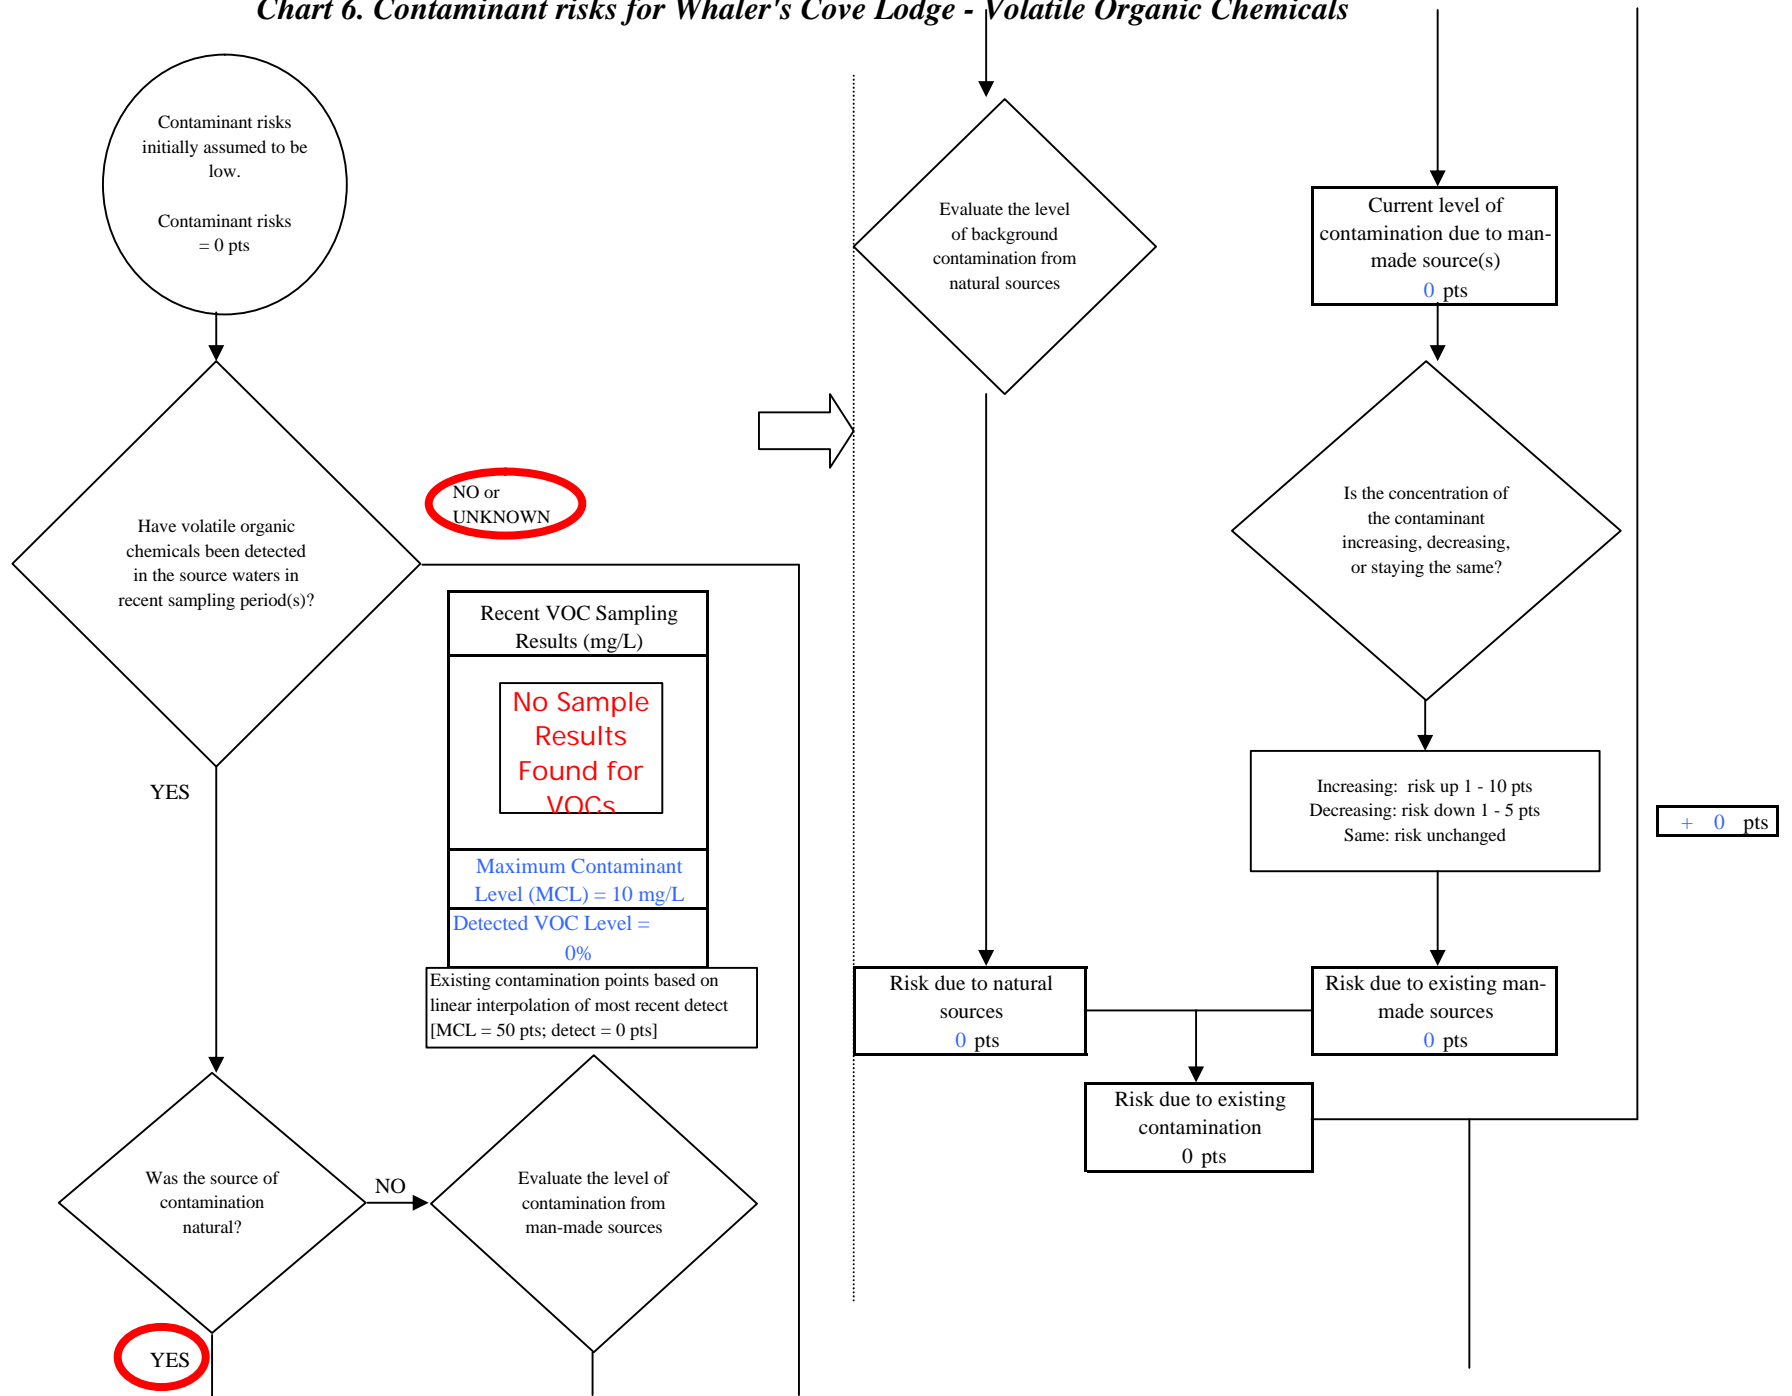 Chart 6. Contaminant risks for Whaler's Cove Lodge - Volatile Organic Chemicals
Contaminant risks
initially assumed to be
low.
Contaminant risks
= 0 pts
Have volatile organic
chemicals been detected
in the source waters in
recent sampling period(s)?
NO or
UNKNOWN
YES
Recent VOC Sampling
Results (mg/L)
No Sample
Results
Found for
VOCs
Maximum Contaminant
Level (MCL) = 10 mg/L
Detected VOC Level =
0%
Existing contamination points based on
linear interpolation of most recent detect
[MCL = 50 pts; detect = 0 pts]
Was the source of
contamination
natural?
NO
YES
Evaluate the level of
contamination from
man-made sources
Evaluate the level
of background
contamination from
natural sources
Current level of
contamination due to man-
made source(s)
0 pts
Is the concentration of
the contaminant
increasing, decreasing,
or staying the same?
Increasing: risk up 1 - 10 pts
Decreasing: risk down 1 - 5 pts
Same: risk unchanged
+ 0 pts
Risk due to natural
sources
0 pts
Risk due to existing man-
made sources
0 pts
Risk due to existing
contamination
0 pts